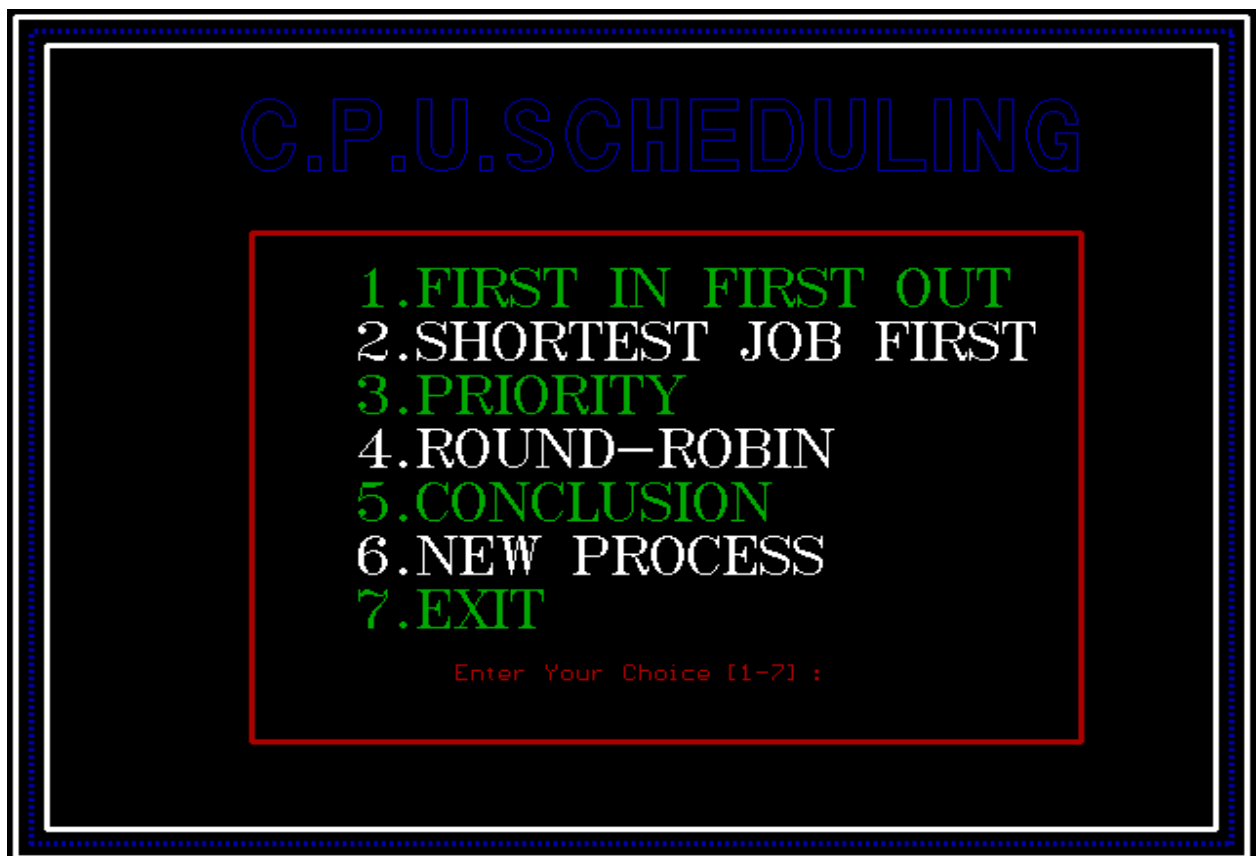 C.P.U.SCHEDULING
1.FIRST IN FIRST OUT
2.SHORTEST JOB FIRST
3.PRIORITY
4.ROUND-ROBIN
5.CONCLUSION
6.NEW PROCESS
7.EXIT
Enter Your Choice [1-7] :